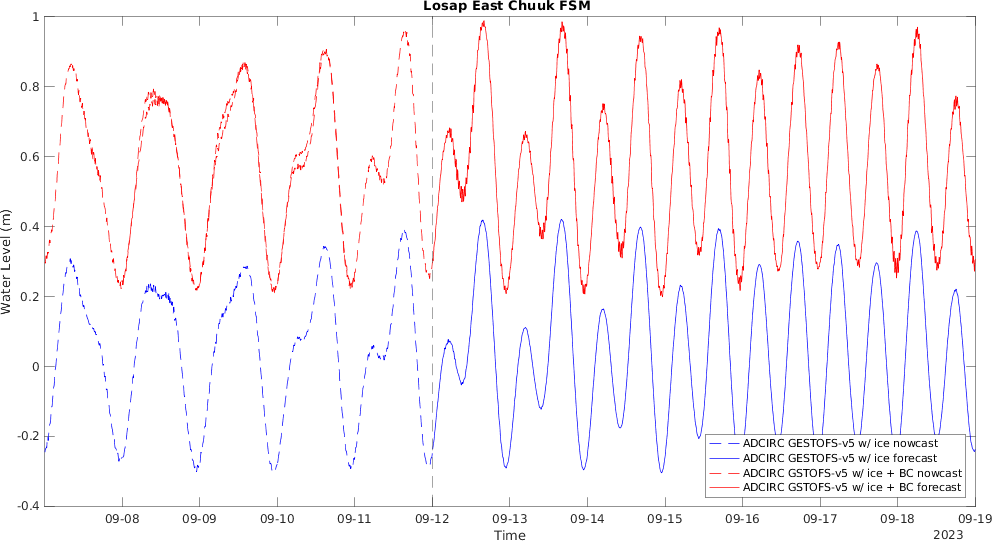 Losap East Chuuk FSM
1
0.8
0.6
0.4
0.2
0
-0.2
-0.4
Water Level (m)
ADCIRC GESTOFS-v5 w/ ice nowcast
ADCIRC GESTOFS-v5 w/ ice forecast
ADCIRC GSTOFS-v5 w/ ice + BC nowcast
ADCIRC GSTOFS-v5 w/ ice + BC forecast
09-08 09-09 09-10 09-11 09-12 09-13 09-14 09-15 09-16 09-17 09-18 09-19
Time
2023